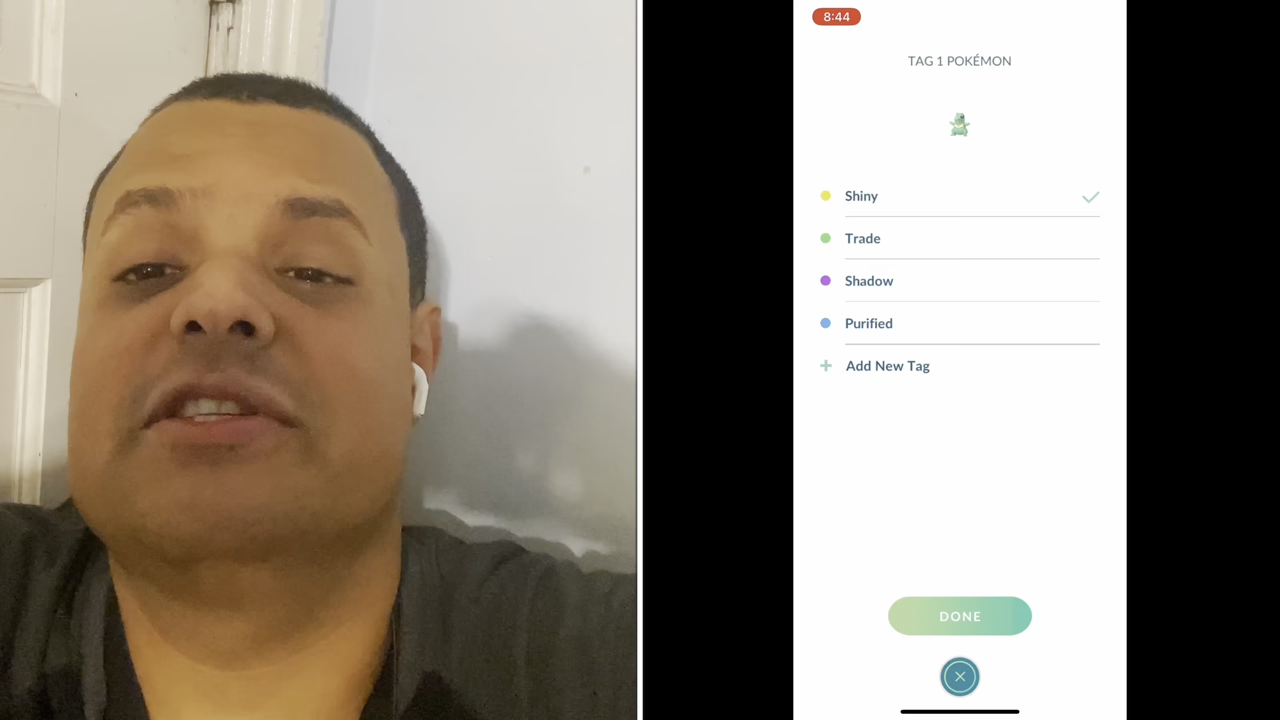 8:44
TAG 1 POKÉMON
Shiny
Trade
Shadow
Purified
Add New Tag
DONE